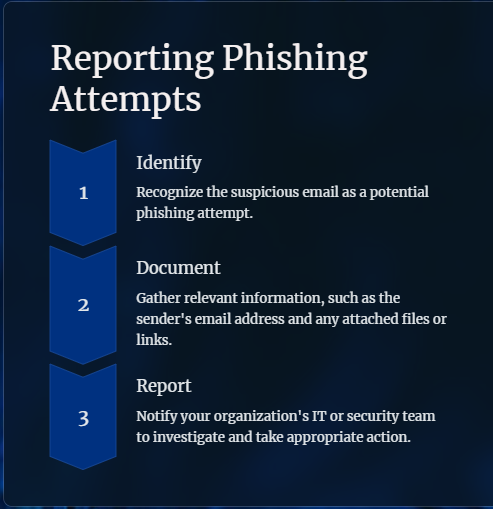 Reporting Phishing
Attempts
1
Identify
Recognize the suspicious email as a potential
phishing attempt.
2
Document
Gather relevant information, such as the
sender's email address and any attached files or
links.
3
Report
Notify your organization's IT or security team
to investigate and take appropriate action.